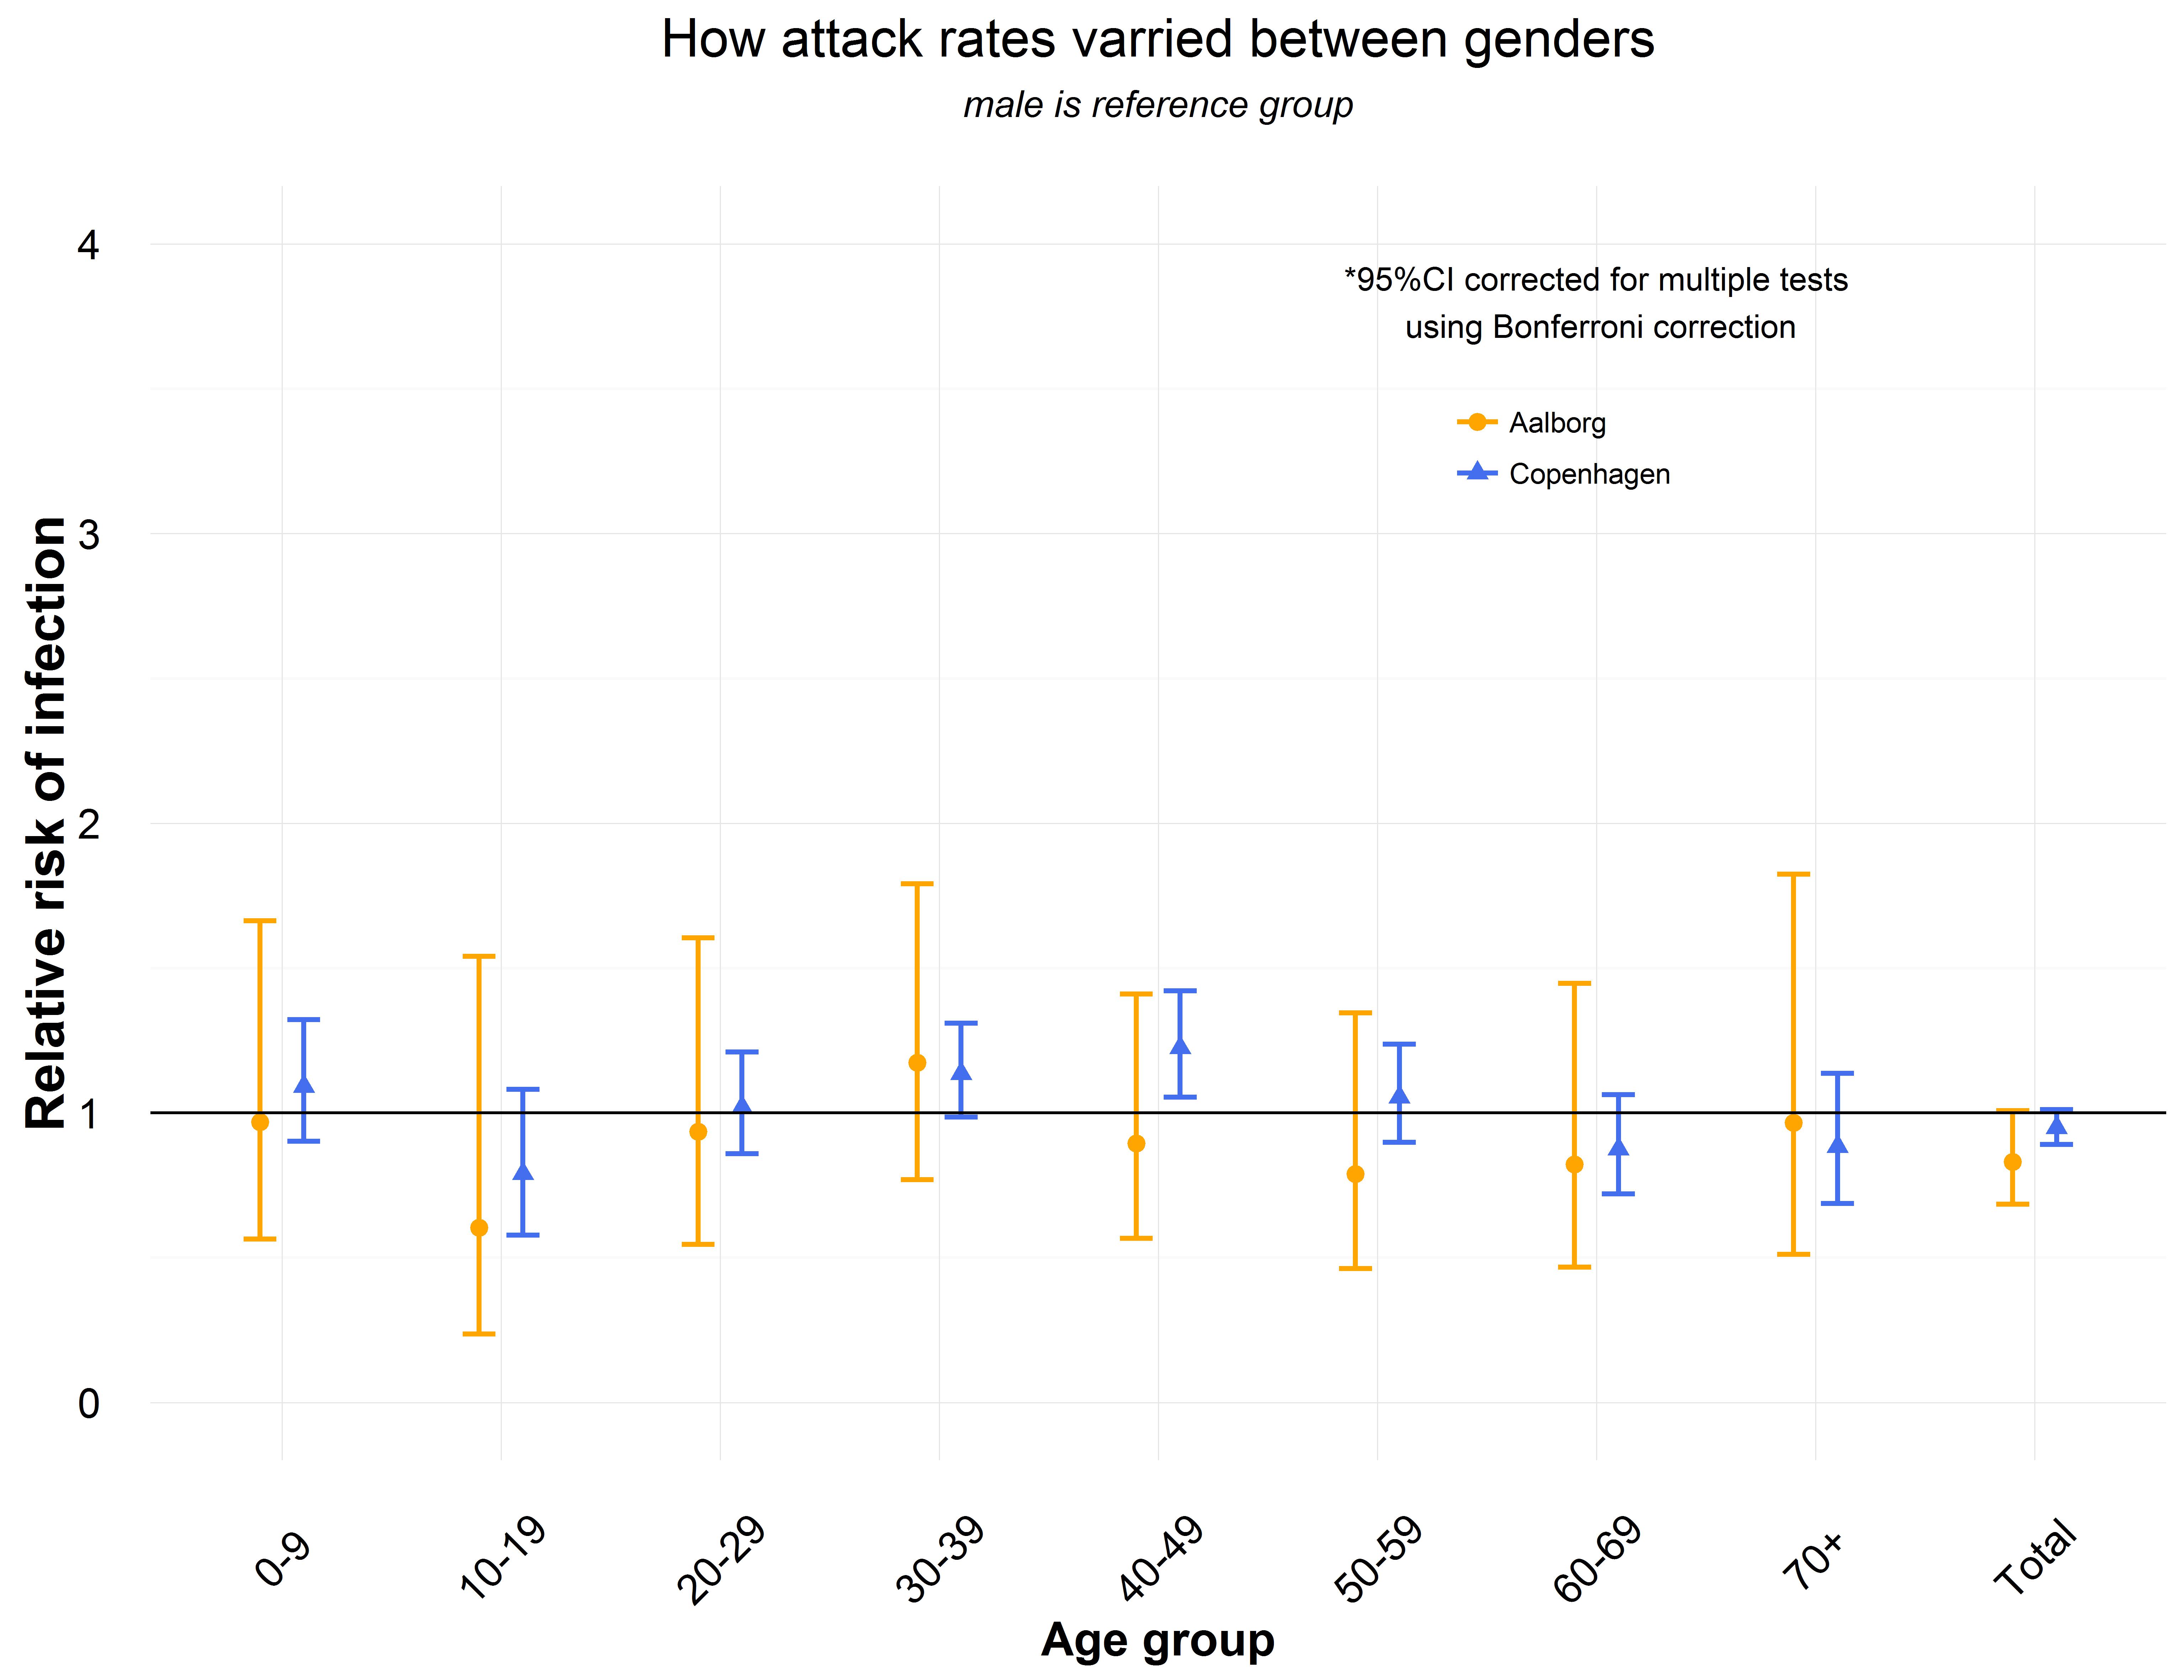 How attack rates varried between genders
male is reference group
*95%CI corrected for multiple tests
using Bonferroni correction
Aalborg
Copenhagen
Relative risk of infection
4
3
2
1
0
0-9
10-19
20-29
30-39
40-49
50-59
60-69
70+
Total
Age group